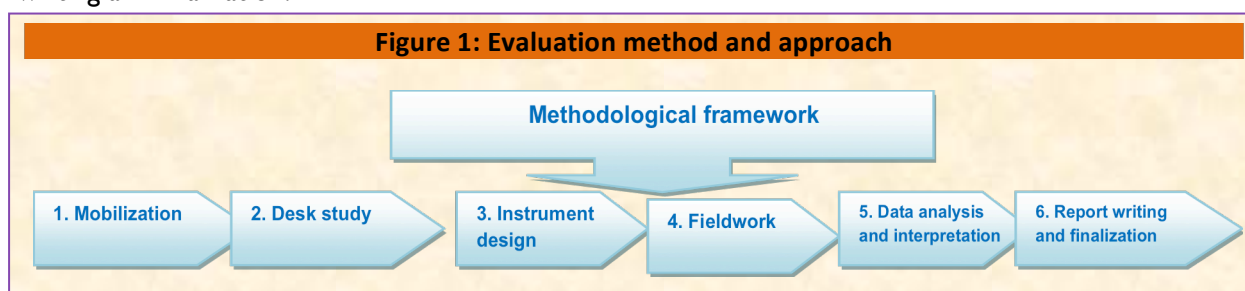 Figure 1: Evaluation method and approach
Methodological framework
1. Mobilization
2. Desk study
3. Instrument
design
4. Fieldwork
5. Data analysis
and interpretation
6. Report writing
and finalization